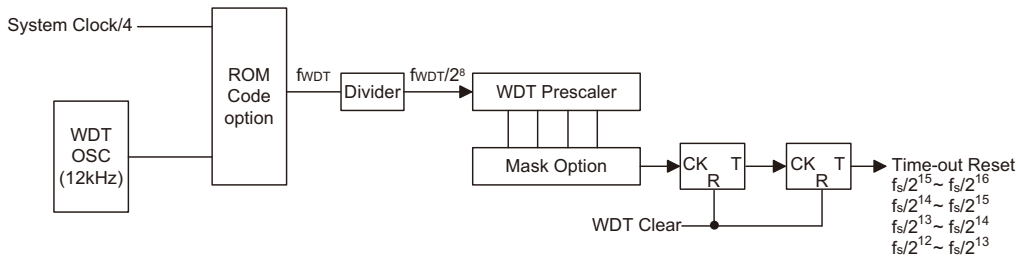 System Clock/4
ROM
Code
option
WDT
OSC
(12kHz)
fWDT
Divider
fWDT/2⁸
WDT Prescaler
Mask Option
CK T
R
CK T
R
WDT Clear
Time-out Reset
fs/2¹⁵~ fs/2¹⁶
fs/2¹⁴~ fs/2¹⁵
fs/2¹³~ fs/2¹⁴
fs/2¹²~ fs/2¹³